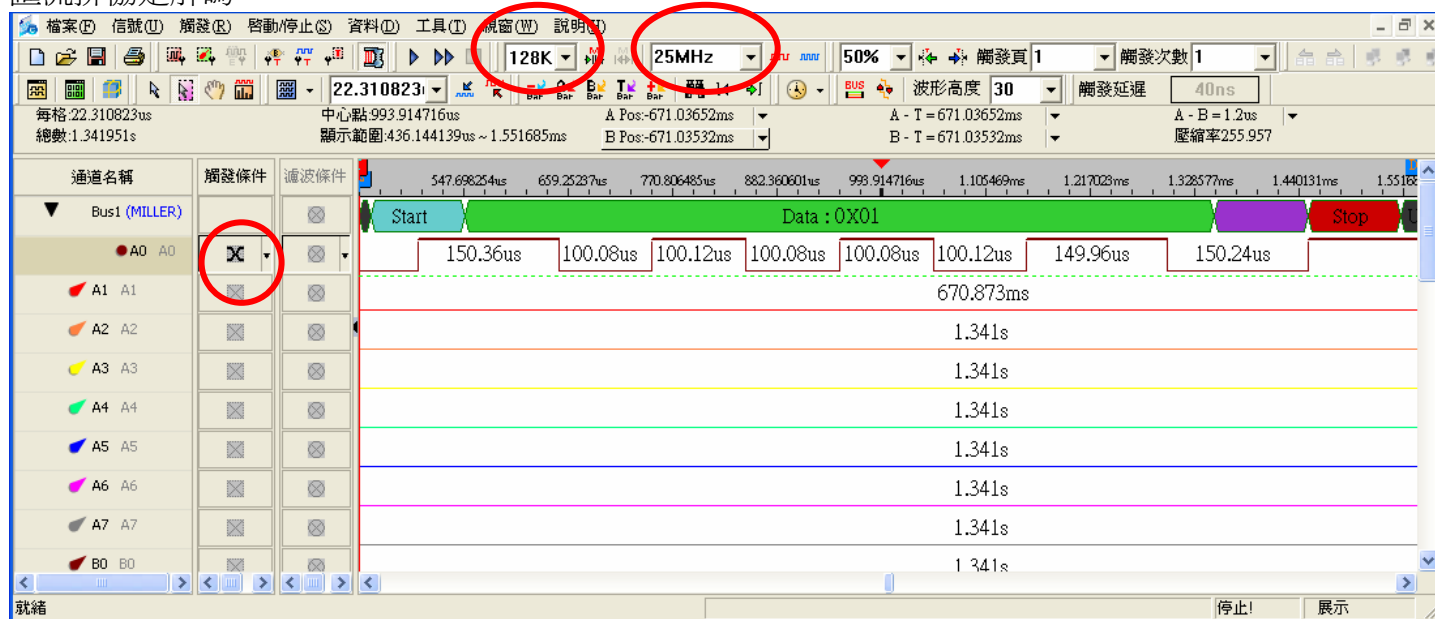 檔案(F) 信號(U) 觸發(R) 啓動/停止(S) 資料(D) 工具(T) 視窗(W) 說明(H)
128K 25MHz 50% 觸發頁 1 觸發次數 1
22.310823 Bar Bar Bar Bar Bar BUS 波形高度 30 觸發延遲 40ns
每格:22.310823us 中心點:993.914716us A Pos:-671.03652ms A - T = 671.03652ms A - B = 1.2us
總數:1.341951s 顯示範圍:436.144139us ~ 1.551685ms B Pos:-671.03532ms B - T = 671.03532ms 壓縮率255.957
通道名稱 觸發條件 濾波條件 547.698254us 659.25237us 770.806485us 882.360601us 993.914716us 1.105469ms 1.217023ms 1.328577ms 1.440131ms
Bus1 (MILLER) Start Data : 0X01 Stop
A0 A0 150.36us 100.08us 100.12us 100.08us 100.08us 100.12us 149.96us 150.24us
A1 A1 670.873ms
A2 A2 1.341s
A3 A3 1.341s
A4 A4 1.341s
A5 A5 1.341s
A6 A6 1.341s
A7 A7 1.341s
B0 B0 1.341s
就緒 停止! 展示